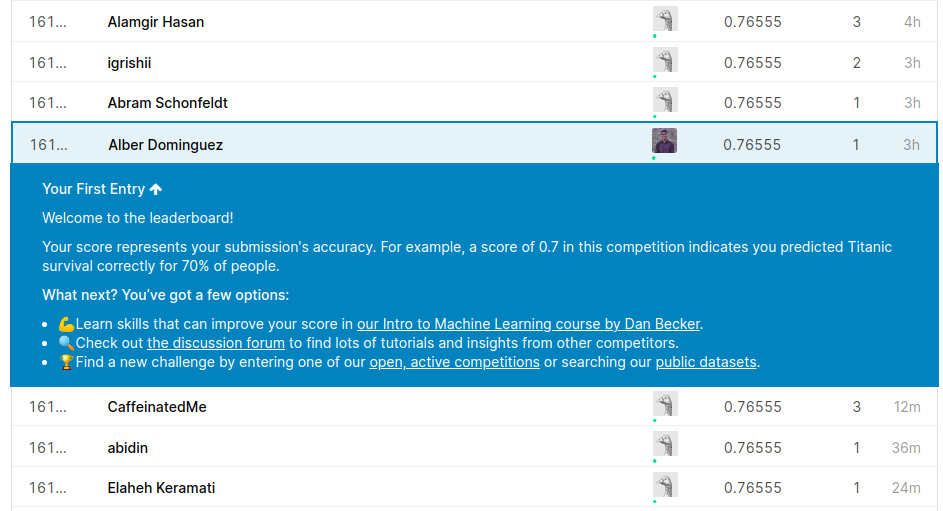 161... Alamgir Hasan 0.76555 3 4h
161... igrishii 0.76555 2 3h
161... Abram Schonfeldt 0.76555 1 3h
161... Alber Dominguez 0.76555 1 3h
Your First Entry ↑
Welcome to the leaderboard!
Your score represents your submission's accuracy. For example, a score of 0.7 in this competition indicates you predicted Titanic
survival correctly for 70% of people.
What next? You’ve got a few options:
• 💪Learn skills that can improve your score in our Intro to Machine Learning course by Dan Becker.
• 🔍Check out the discussion forum to find lots of tutorials and insights from other competitors.
• 🏆Find a new challenge by entering one of our open, active competitions or searching our public datasets.
161... CaffeinatedMe 0.76555 3 12m
161... abidin 0.76555 1 36m
161... Elaheh Keramati 0.76555 1 24m